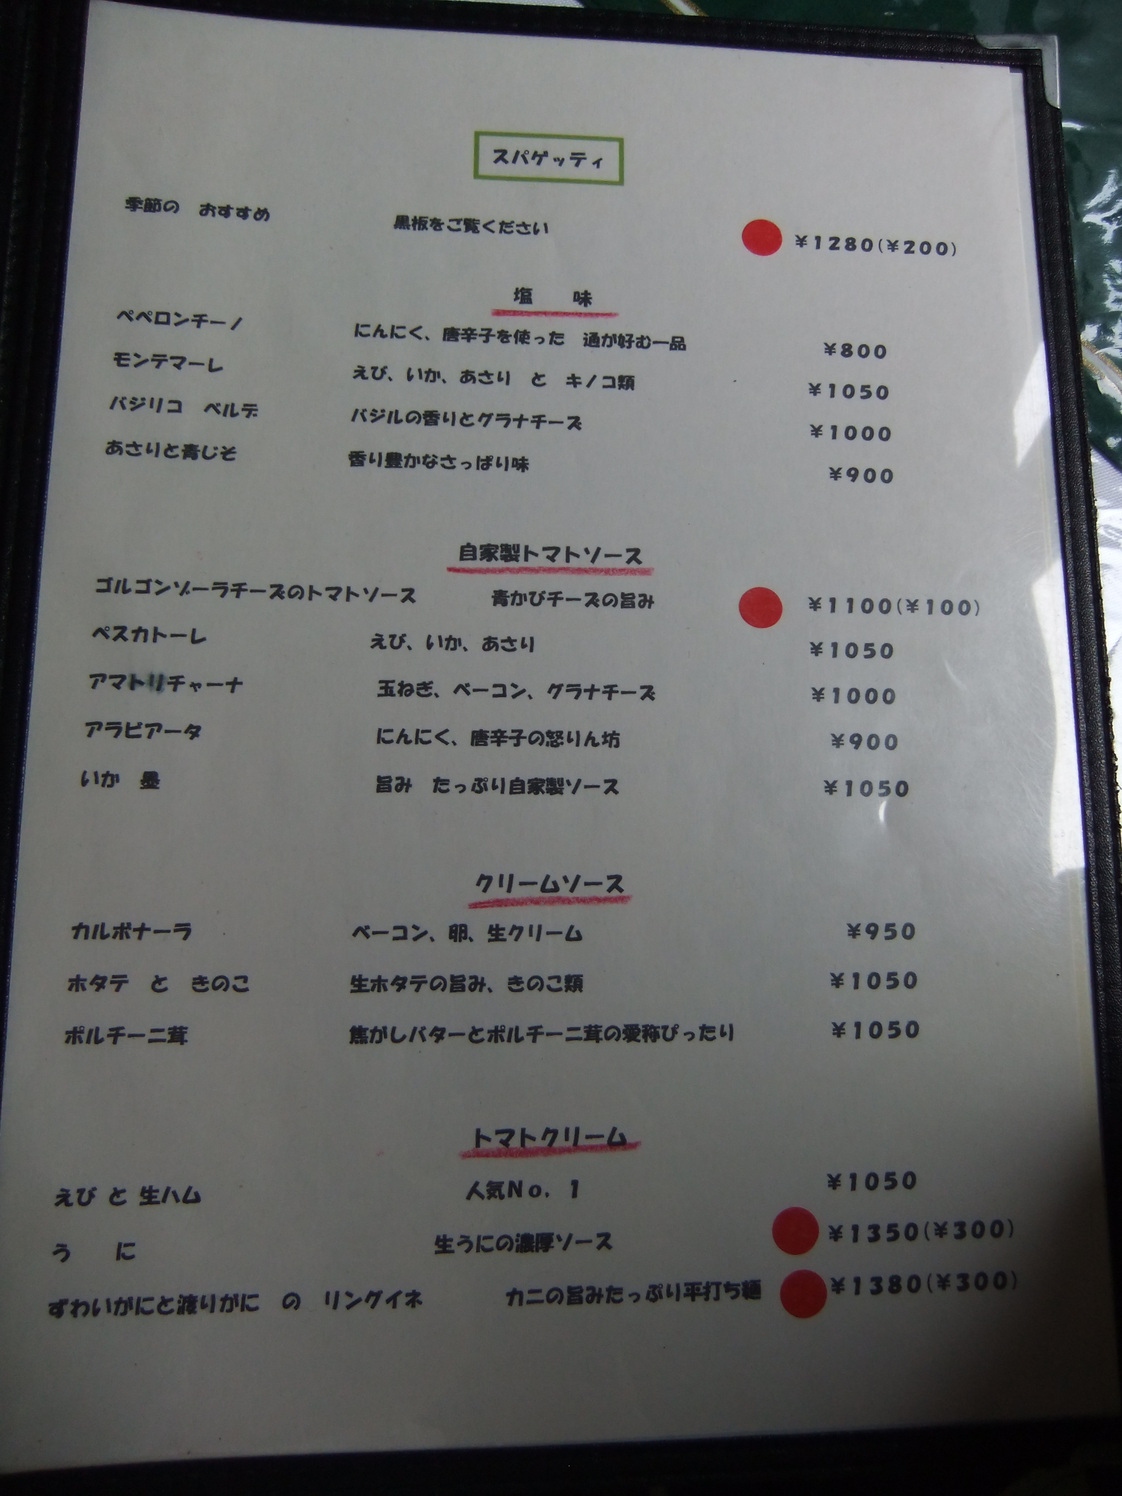 スパゲッティ
季節の おすすめ 黒板をご覧ください ¥1280(¥200)
塩 味
ペペロンチーノ にんにく、唐辛子を使った 通が好む一品 ¥800
モンテマーレ えび、いか、あさり と キノコ類 ¥1050
バジリコ ベルデ バジルの香りとグラナチーズ ¥1000
あさりと青じそ 香り豊かなさっぱり味 ¥900
自家製トマトソース
ゴルゴンゾーラチーズのトマトソース 青かびチーズの旨み ¥1100(¥100)
ペスカトーレ えび、いか、あさり ¥1050
アマトリチャーナ 玉ねぎ、ベーコン、グラナチーズ ¥1000
アラビアータ にんにく、唐辛子の怒りん坊 ¥900
いか 墨 旨み たっぷり自家製ソース ¥1050
クリームソース
カルボナーラ ベーコン、卵、生クリーム ¥950
ホタテ と きのこ 生ホタテの旨み、きのこ類 ¥1050
ポルチーニ茸 焦がしバターとポルチーニ茸の愛称ぴったり ¥1050
トマトクリーム
えび と 生ハム 人気No.1 ¥1050
う に 生うにの濃厚ソース ¥1350(¥300)
ずわいがにと渡りがに の リングイネ カニの旨みたっぷり平打ち麺 ¥1380(¥300)